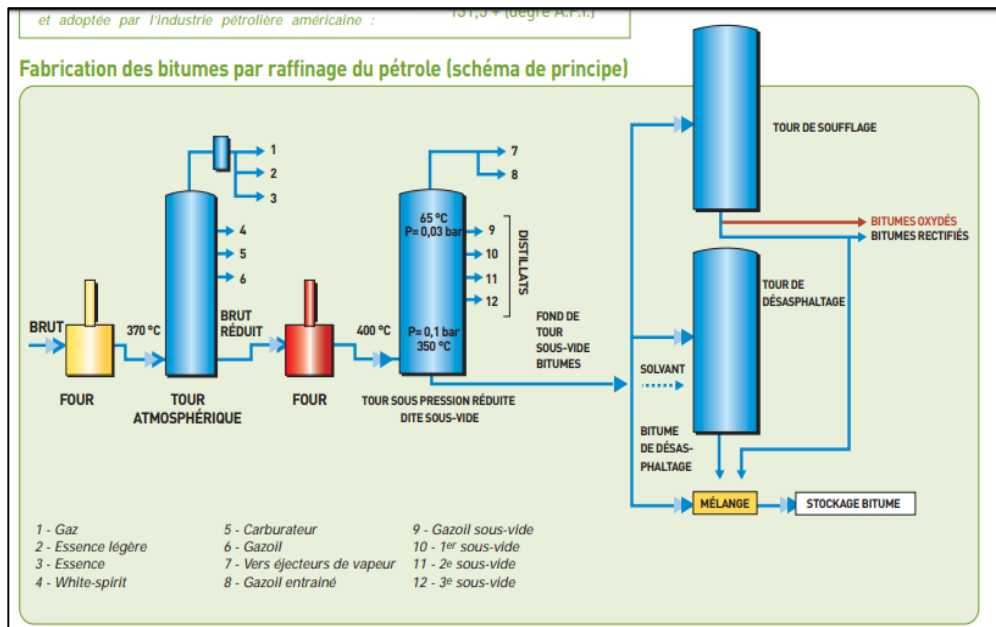 et adoptée par l'industrie pétrolière américaine :
131,5 + (degré A.P.I.)
Fabrication des bitumes par raffinage du pétrole (schéma de principe)
TOUR DE SOUFFLAGE
1
2
3
4
5
6
7
8
65 °C
P= 0,03 bar
9
10
11
12
DISTILLATS
BITUMES OXYDÉS
BITUMES RECTIFIÉS
TOUR DE
DÉSASPHALTAGE
BRUT
370 °C
BRUT
RÉDUIT
400 °C
P= 0,1 bar
350 °C
FOND DE
TOUR
SOUS-VIDE
BITUMES
SOLVANT
FOUR
TOUR
ATMOSPHÉRIQUE
FOUR
TOUR SOUS PRESSION RÉDUITE
DITE SOUS-VIDE
BITUME
DE DÉSAS-
PHALTAGE
MÉLANGE
STOCKAGE BITUME
1 - Gaz
2 - Essence légère
3 - Essence
4 - White-spirit
5 - Carburateur
6 - Gazoil
7 - Vers éjecteurs de vapeur
8 - Gazoil entrainé
9 - Gazoil sous-vide
10 - 1er sous-vide
11 - 2e sous-vide
12 - 3e sous-vide